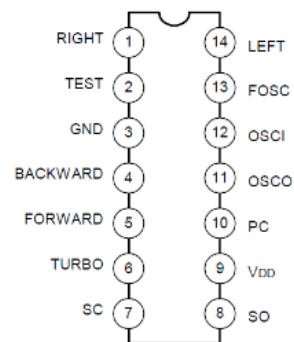 RIGHT 1 14 LEFT
TEST 2 13 FOSC
GND 3 12 OSCI
BACKWARD 4 11 OSCO
FORWARD 5 10 PC
TURBO 6 9 VDD
SC 7 8 SO